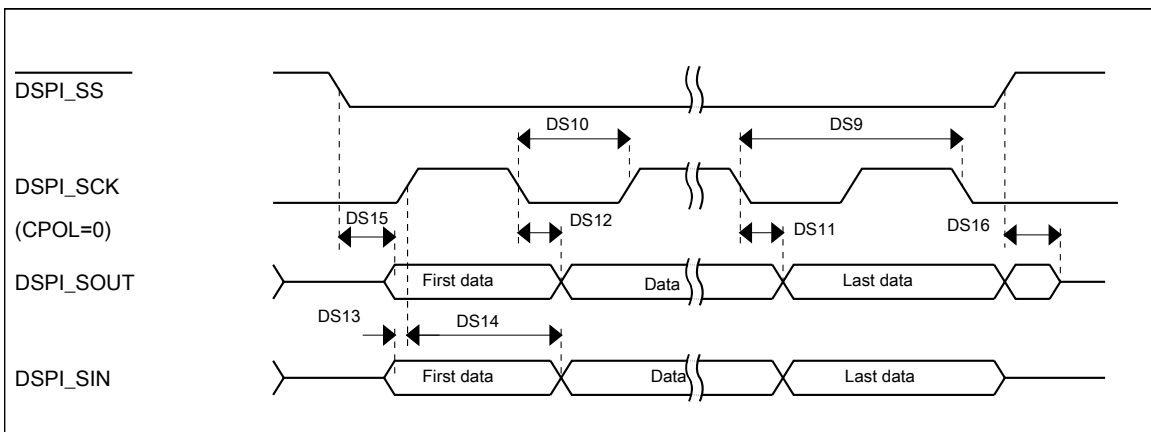 DSPI_SS
DS10
DS9
DSPI_SCK
(CPOL=0)
DS15
DS12
DS11
DS16
DSPI_SOUT
First data
Data
Last data
DS13
DS14
DSPI_SIN
First data
Data
Last data